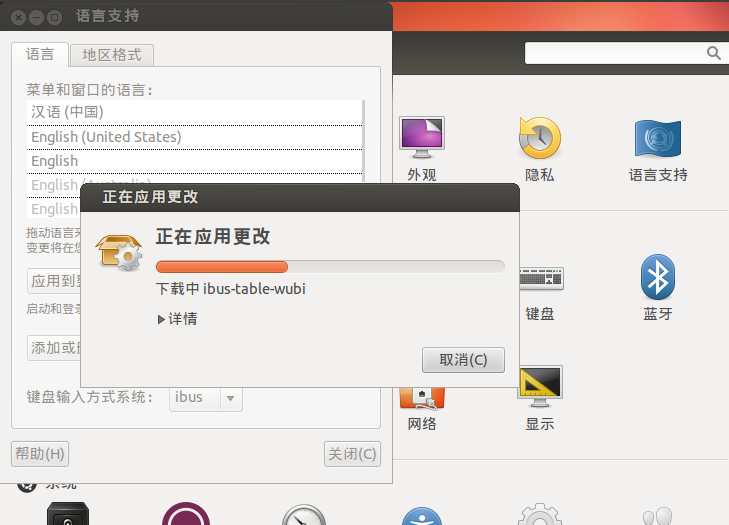 语言支持
语言
地区格式
菜单和窗口的语言：
汉语 (中国)
English (United States)
English
English (Australia)
English
拖动语言
变更将在您
应用到
启动和登录
添加或
键盘输入方式系统：
ibus
帮助(H)
关闭(C)
正在应用更改
正在应用更改
下载中 ibus-table-wubi
详情
取消(C)
外观
隐私
语言支持
键盘
蓝牙
网络
显示
系统